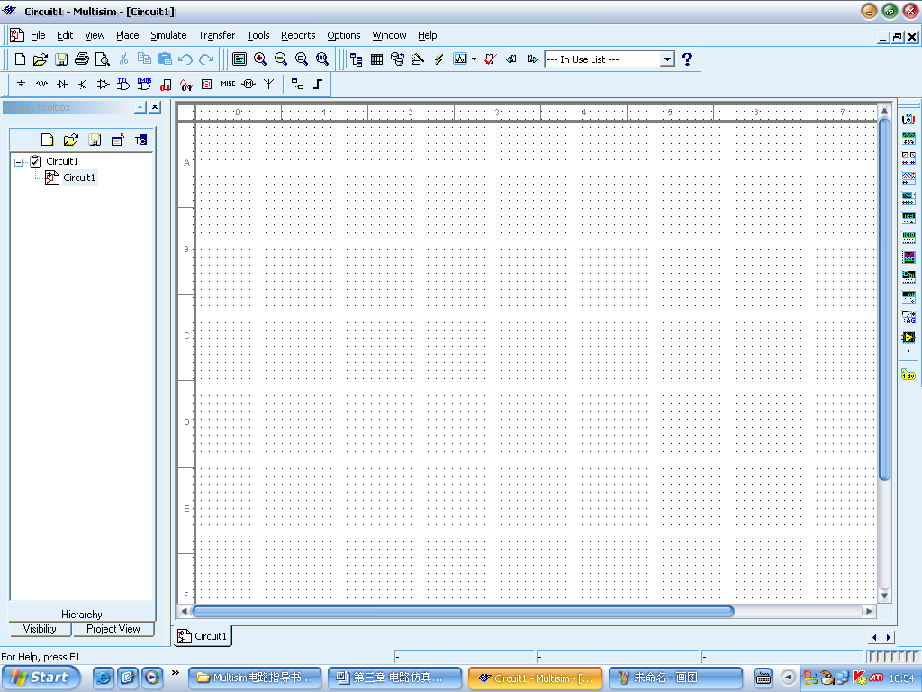 Circuit1 - Multisim - [Circuit1]
File Edit View Place Simulate Transfer Tools Reports Options Window Help
--- In Use List ---
MISC
Design Toolbox
0 1 2 3 4 5 6 7
Circuit1
Circuit1
A
B
C
D
E
F
Hierarchy
Visibility Project View
Circuit1
For Help, press F1
Start
Multisim电路指导书...
第三章 电路仿真...
Circuit1 - Multisim - [...
未命名 - 画图
10:54